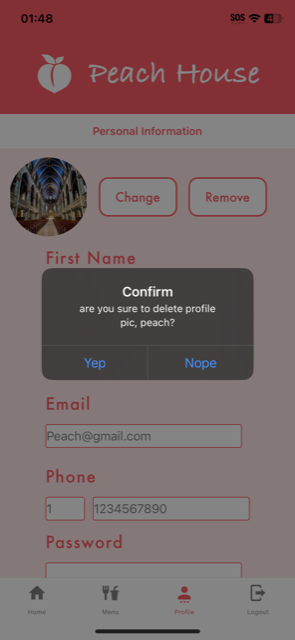 01:48
SOS
Peach House
Personal Information
Change
Remove
First Name
Confirm
are you sure to delete profile
pic, peach?
Yep
Nope
Email
Peach@gmail.com
Phone
1
1234567890
Password
Home
Menu
Profile
Logout